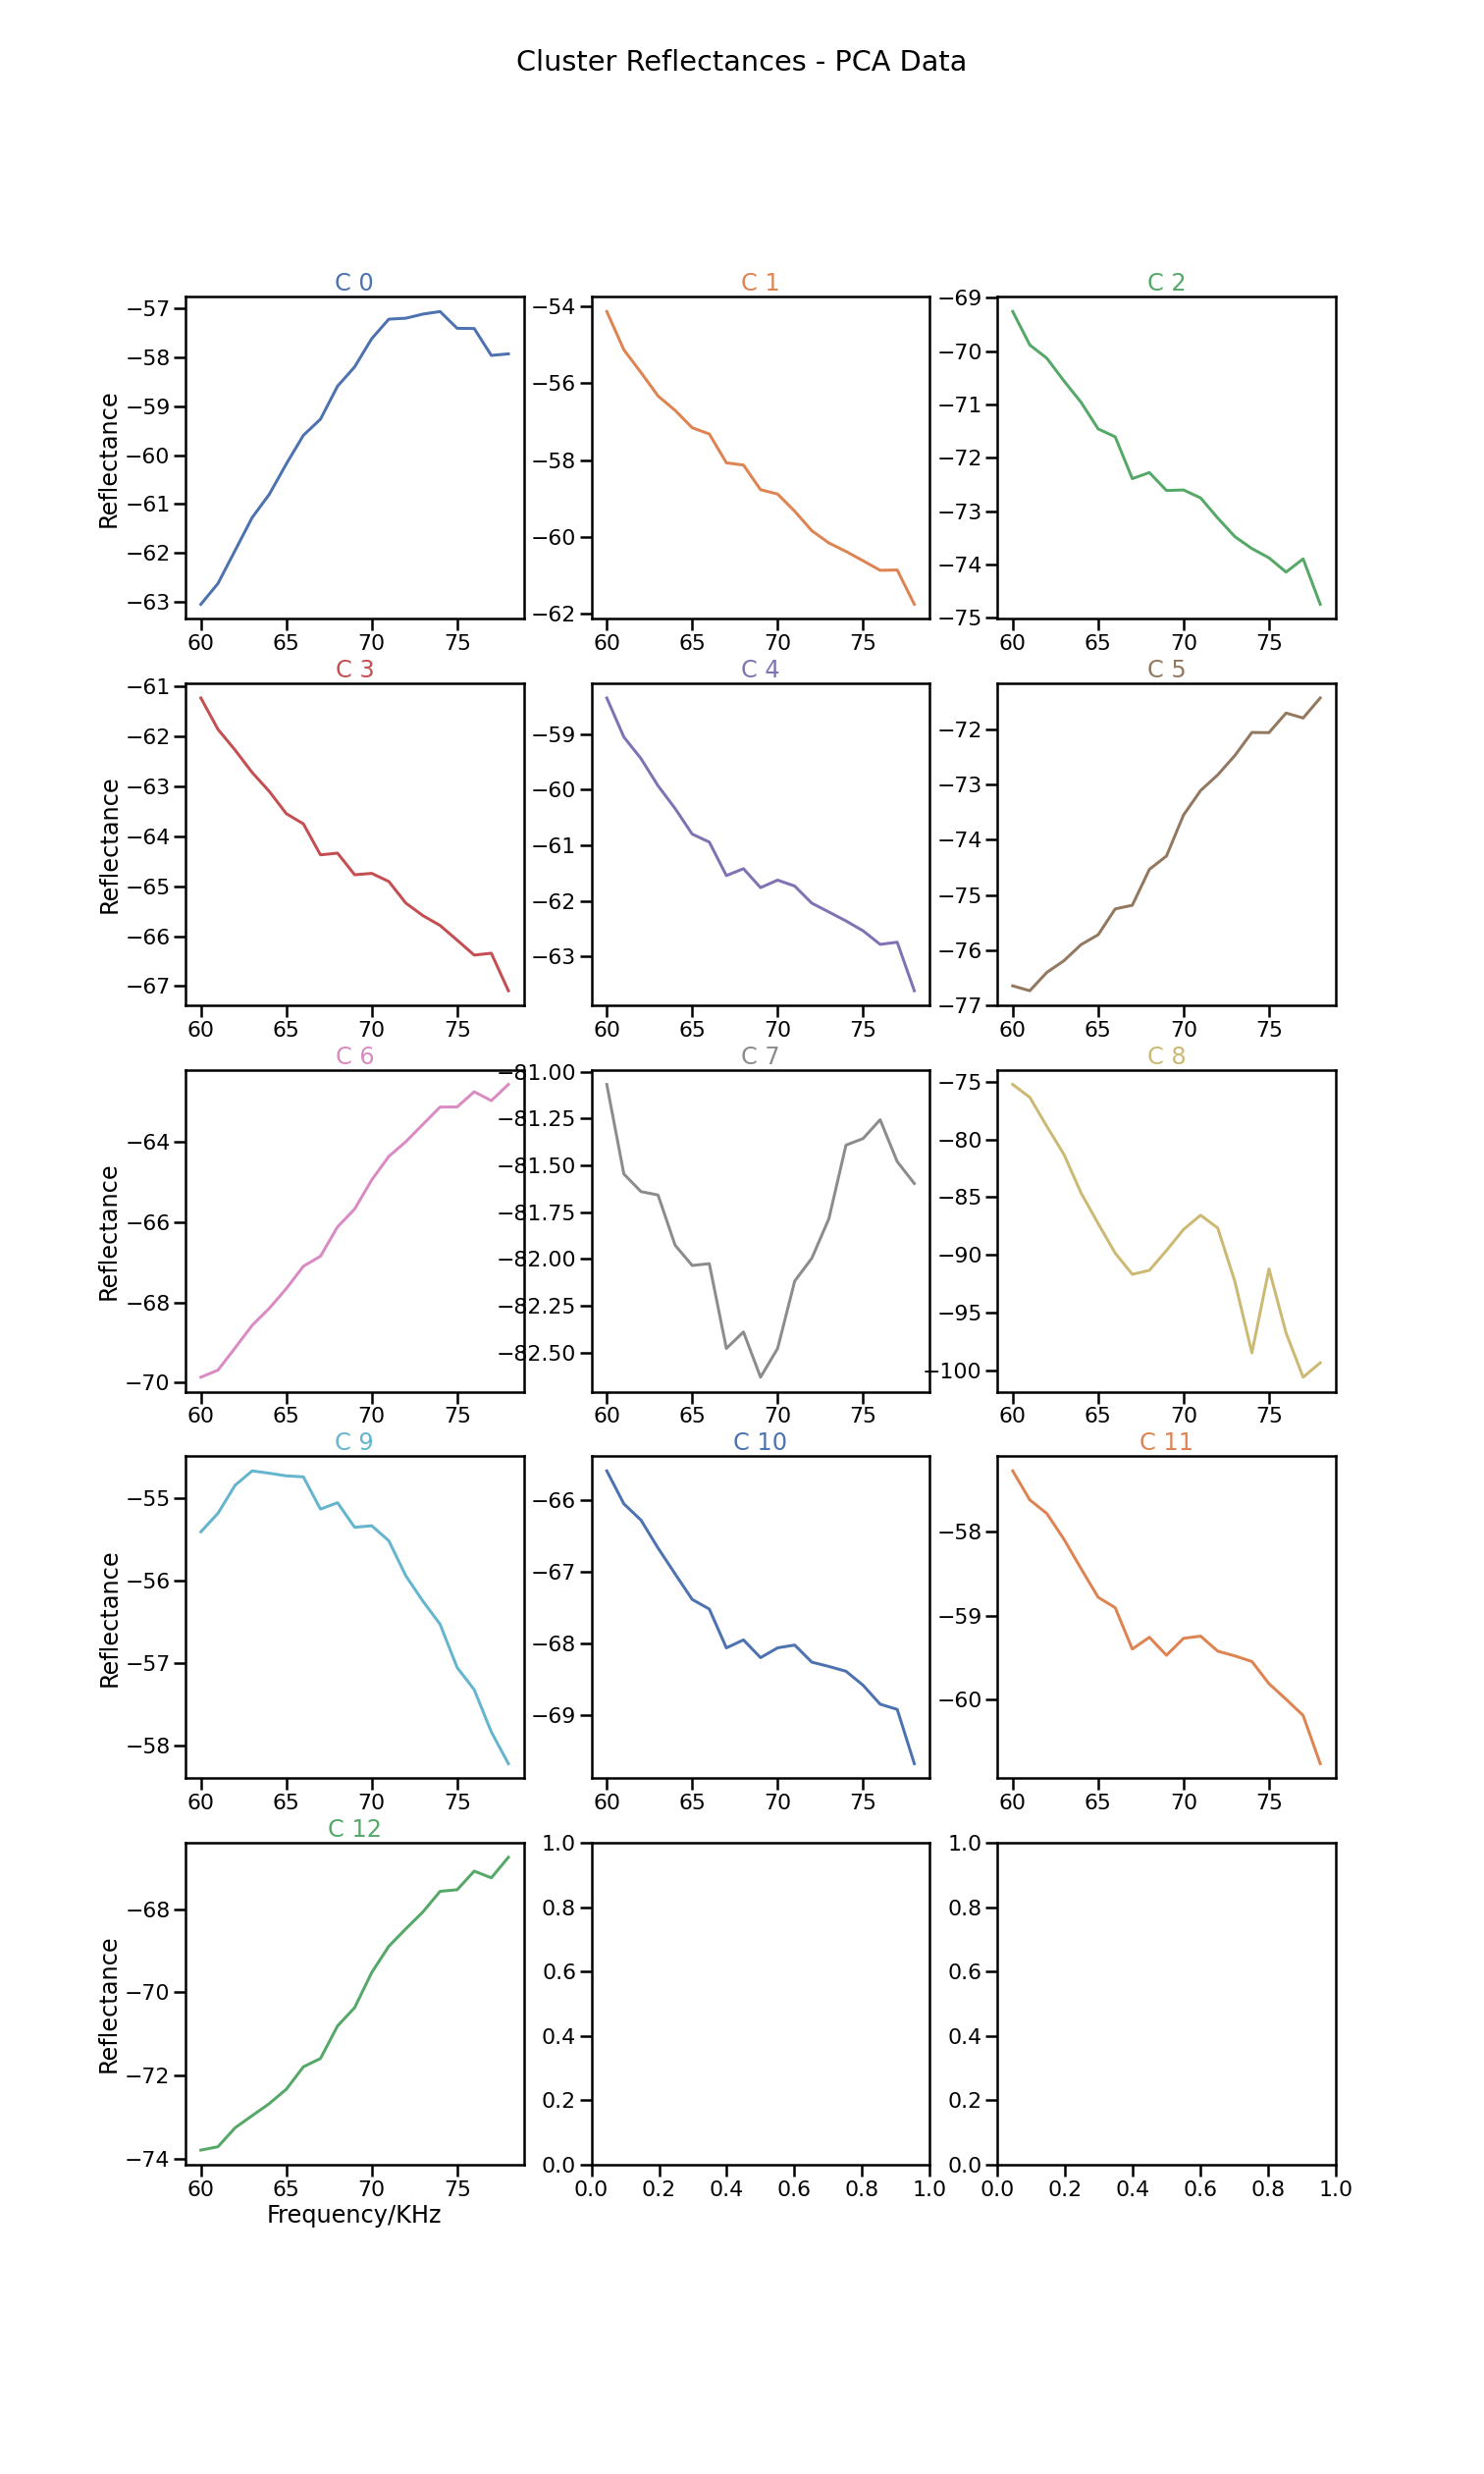 Cluster Reflectances - PCA Data
C 0
C 1
C 2
−57
−58
−59
−60
−61
−62
−63
Reflectance
60 65 70 75
−54
−56
−58
−60
−62
60 65 70 75
−69
−70
−71
−72
−73
−74
−75
60 65 70 75
C 3
C 4
C 5
−61
−62
−63
−64
−65
−66
−67
Reflectance
60 65 70 75
−59
−60
−61
−62
−63
60 65 70 75
−72
−73
−74
−75
−76
−77
60 65 70 75
C 6
C 7
C 8
−64
−66
−68
−70
Reflectance
60 65 70 75
−81.00
−81.25
−81.50
−81.75
−82.00
−82.25
−82.50
60 65 70 75
−75
−80
−85
−90
−95
−100
60 65 70 75
C 9
C 10
C 11
−55
−56
−57
−58
Reflectance
60 65 70 75
−66
−67
−68
−69
60 65 70 75
−58
−59
−60
60 65 70 75
C 12
−68
−70
−72
−74
Reflectance
60 65 70 75
Frequency/KHz
1.0
0.8
0.6
0.4
0.2
0.0
0.0 0.2 0.4 0.6 0.8 1.0
1.0
0.8
0.6
0.4
0.2
0.0
0.0 0.2 0.4 0.6 0.8 1.0